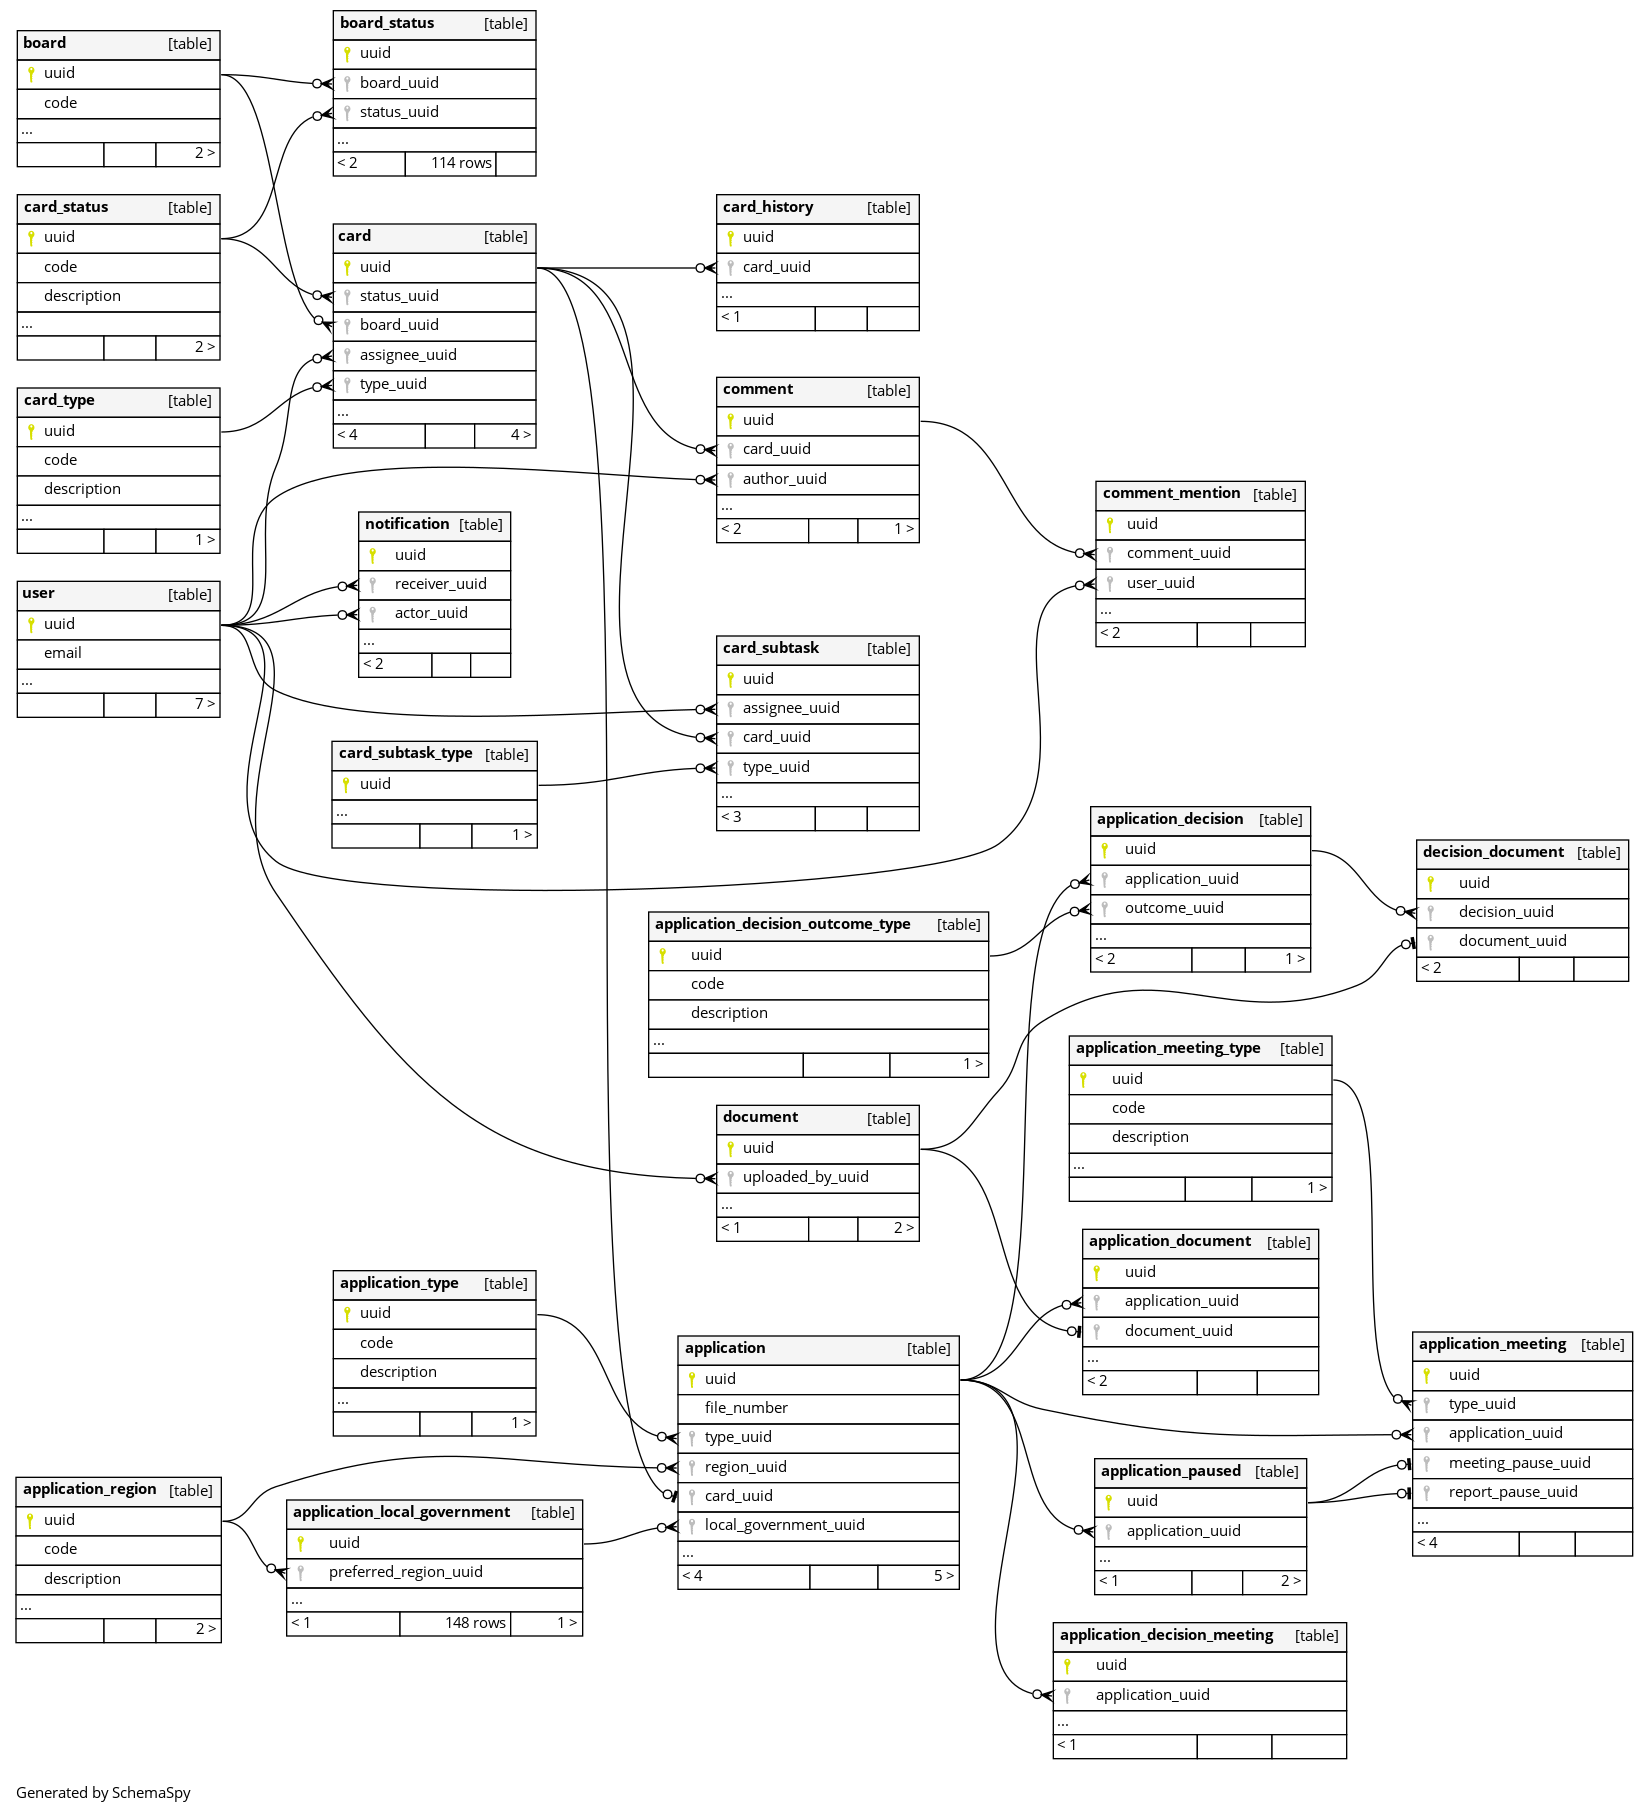 board [table]
uuid
code
...
2 >
board_status [table]
uuid
board_uuid
status_uuid
...
< 2 114 rows
card_status [table]
uuid
code
description
...
2 >
card [table]
uuid
status_uuid
board_uuid
assignee_uuid
type_uuid
...
< 4 4 >
card_history [table]
uuid
card_uuid
...
< 1
card_type [table]
uuid
code
description
...
1 >
comment [table]
uuid
card_uuid
author_uuid
...
< 2 1 >
notification [table]
uuid
receiver_uuid
actor_uuid
...
< 2
comment_mention [table]
uuid
comment_uuid
user_uuid
...
< 2
user [table]
uuid
email
...
7 >
card_subtask [table]
uuid
assignee_uuid
card_uuid
type_uuid
...
< 3
card_subtask_type [table]
uuid
...
1 >
application_decision [table]
uuid
application_uuid
outcome_uuid
...
< 2 1 >
decision_document [table]
uuid
decision_uuid
document_uuid
< 2
application_decision_outcome_type [table]
uuid
code
description
...
1 >
application_meeting_type [table]
uuid
code
description
...
1 >
document [table]
uuid
uploaded_by_uuid
...
< 1 2 >
application_document [table]
uuid
application_uuid
document_uuid
...
< 2
application_type [table]
uuid
code
description
...
1 >
application [table]
uuid
file_number
type_uuid
region_uuid
card_uuid
local_government_uuid
...
< 4 5 >
application_meeting [table]
uuid
type_uuid
application_uuid
meeting_pause_uuid
report_pause_uuid
...
< 4
application_region [table]
uuid
code
description
...
2 >
application_local_government [table]
uuid
preferred_region_uuid
...
< 1 148 rows 1 >
application_paused [table]
uuid
application_uuid
...
< 1 2 >
application_decision_meeting [table]
uuid
application_uuid
...
< 1
Generated by SchemaSpy